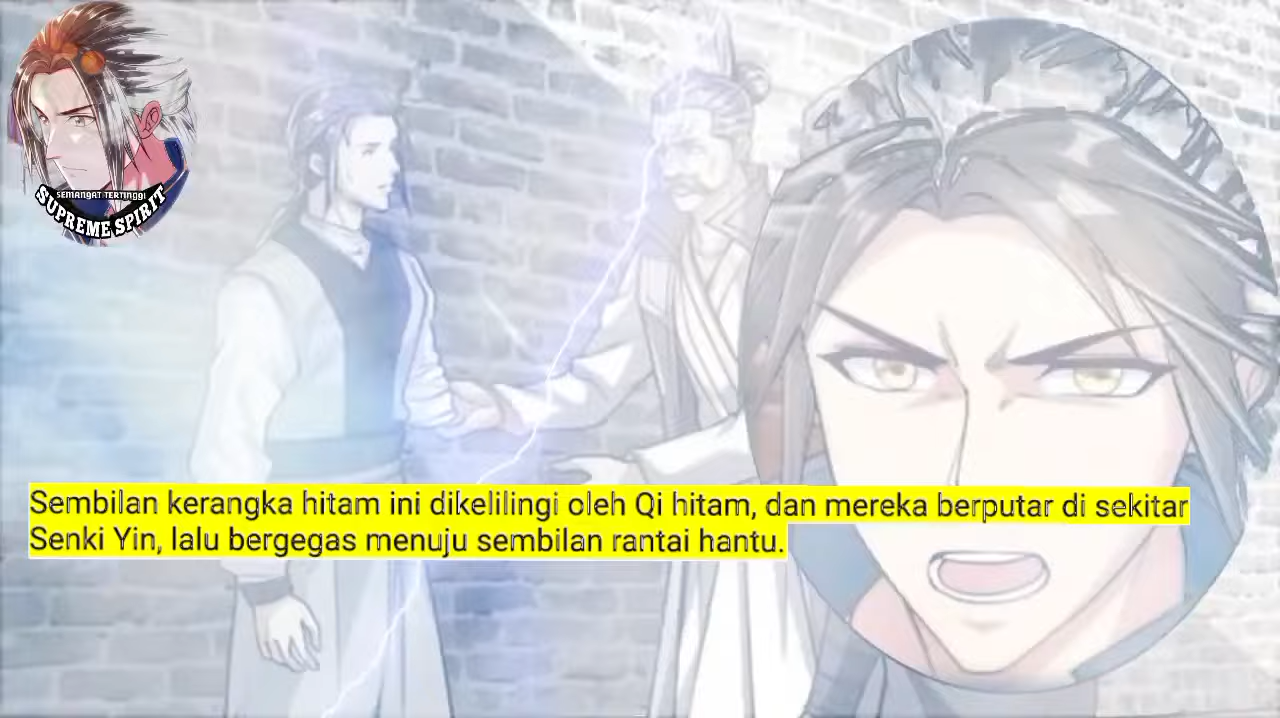 SEMANGAT TERTINGGI
SUPREME SPIRIT
Sembilan kerangka hitam ini dikelilingi oleh Qi hitam, dan mereka berputar di sekitar
Senki Yin, lalu bergegas menuju sembilan rantai hantu.